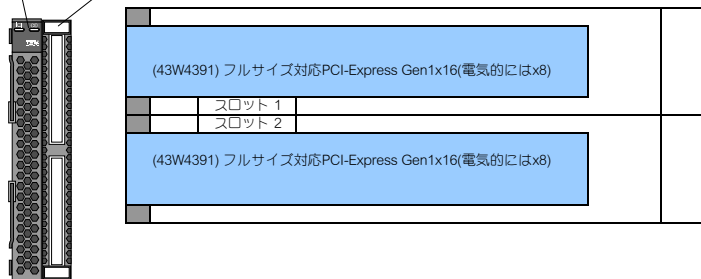 (43W4391) フルサイズ対応PCI-Express Gen1x16(電気的にはx8)
スロット 1
スロット 2
(43W4391) フルサイズ対応PCI-Express Gen1x16(電気的にはx8)